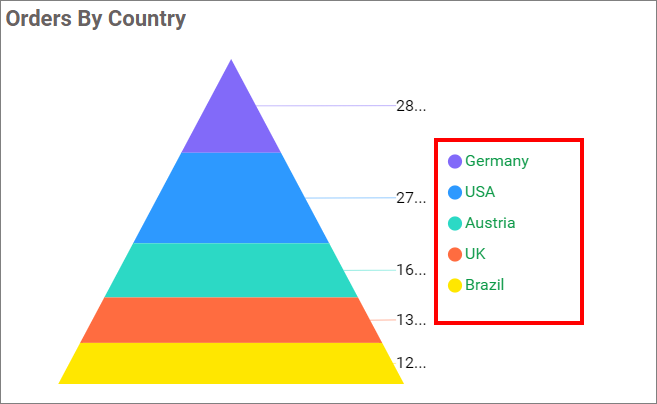 Orders By Country
28...
27...
16...
13...
12...
Germany
USA
Austria
UK
Brazil